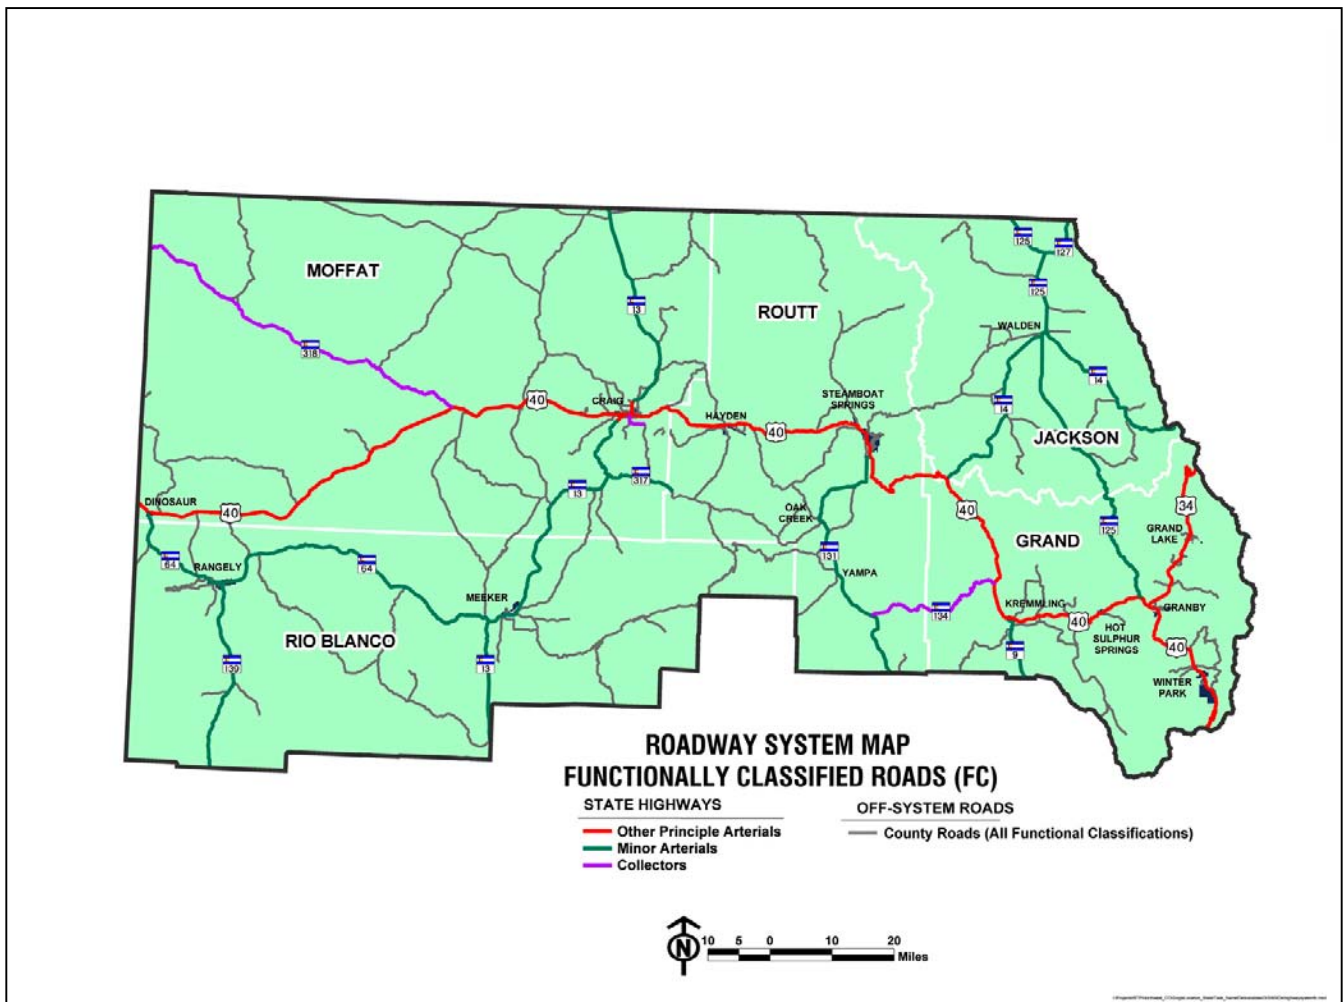 MOFFAT
ROUTT
125
127
125
13
WALDEN
318
14
14
40
CRAIG
HAYDEN
40
STEAMBOAT
SPRINGS
JACKSON
13
317
DINOSAUR
40
OAK
CREEK
40
34
GRAND
LAKE
125
GRAND
64
RANGELY
64
131
YAMPA
MEEKER
134
KREMMLING
40
GRANBY
HOT
SULPHUR
SPRINGS
40
RIO BLANCO
130
13
9
WINTER
PARK
ROADWAY SYSTEM MAP
FUNCTIONALLY CLASSIFIED ROADS (FC)
STATE HIGHWAYS
Other Principle Arterials
Minor Arterials
Collectors
OFF-SYSTEM ROADS
County Roads (All Functional Classifications)
N
10 5 0 10 20
Miles